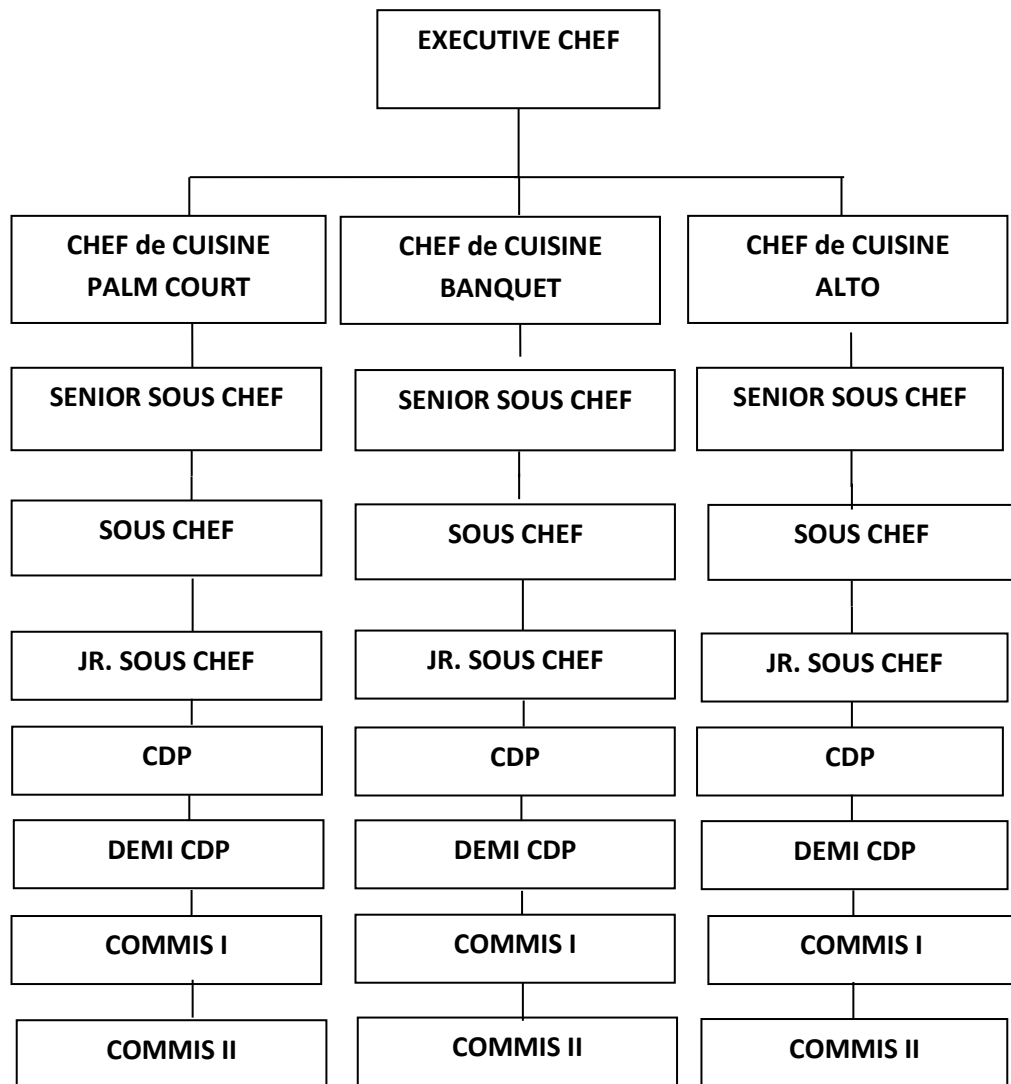 EXECUTIVE CHEF
CHEF de CUISINE
PALM COURT
CHEF de CUISINE
BANQUET
CHEF de CUISINE
ALTO
SENIOR SOUS CHEF
SENIOR SOUS CHEF
SENIOR SOUS CHEF
SOUS CHEF
SOUS CHEF
SOUS CHEF
JR. SOUS CHEF
JR. SOUS CHEF
JR. SOUS CHEF
CDP
CDP
CDP
DEMI CDP
DEMI CDP
DEMI CDP
COMMIS I
COMMIS I
COMMIS I
COMMIS II
COMMIS II
COMMIS II